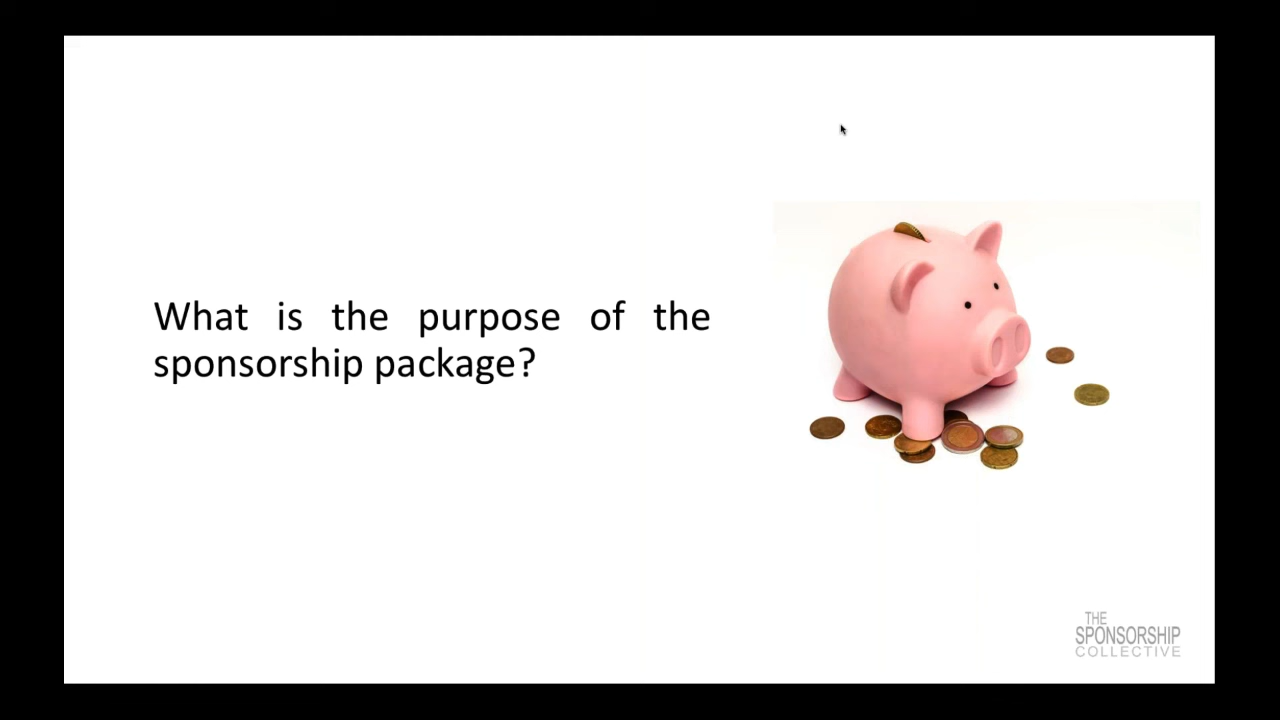 What is the purpose of the
sponsorship package?
THE
SPONSORSHIP
COLLECTIVE